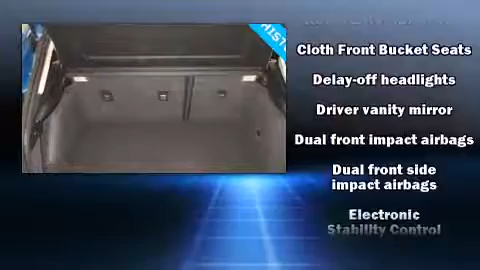 HISTO
Cloth Front Bucket Seats
Delay-off headlights
Driver vanity mirror
Dual front impact airbags
Dual front side
impact airbags
Electronic
Stability Control